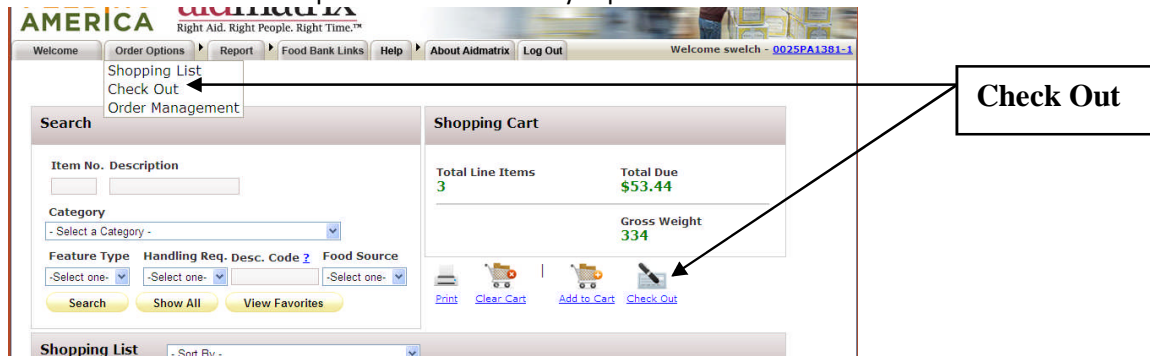 AMERICA
aidmatrix
Right Aid. Right People. Right Time.™
Welcome Order Options Report Food Bank Links Help About Aidmatrix Log Out Welcome swelch - 0025PA1381-1
Shopping List
Check Out
Order Management
Check Out
Search
Item No. Description
Category
- Select a Category -
Feature Type Handling Req. Desc. Code ? Food Source
-Select one- -Select one- -Select one-
Search Show All View Favorites
Shopping Cart
Total Line Items Total Due
3 $53.44
Gross Weight
334
Print Clear Cart Add to Cart Check Out
Shopping List - Sort By -